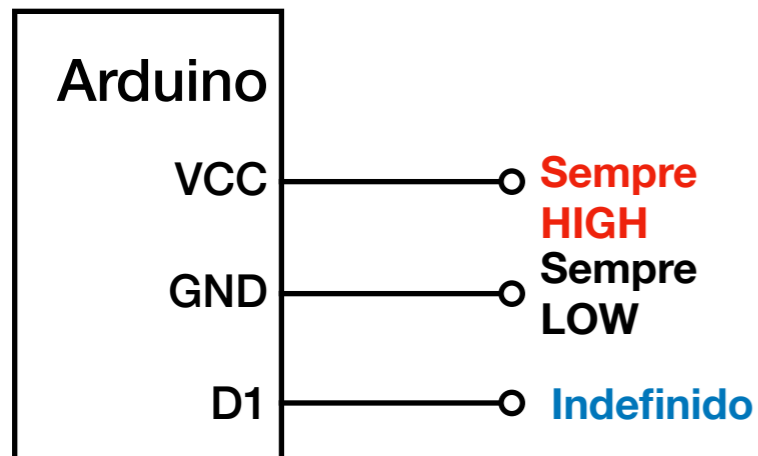 Arduino
VCC
Sempre
HIGH
GND
Sempre
LOW
D1
Indefinido